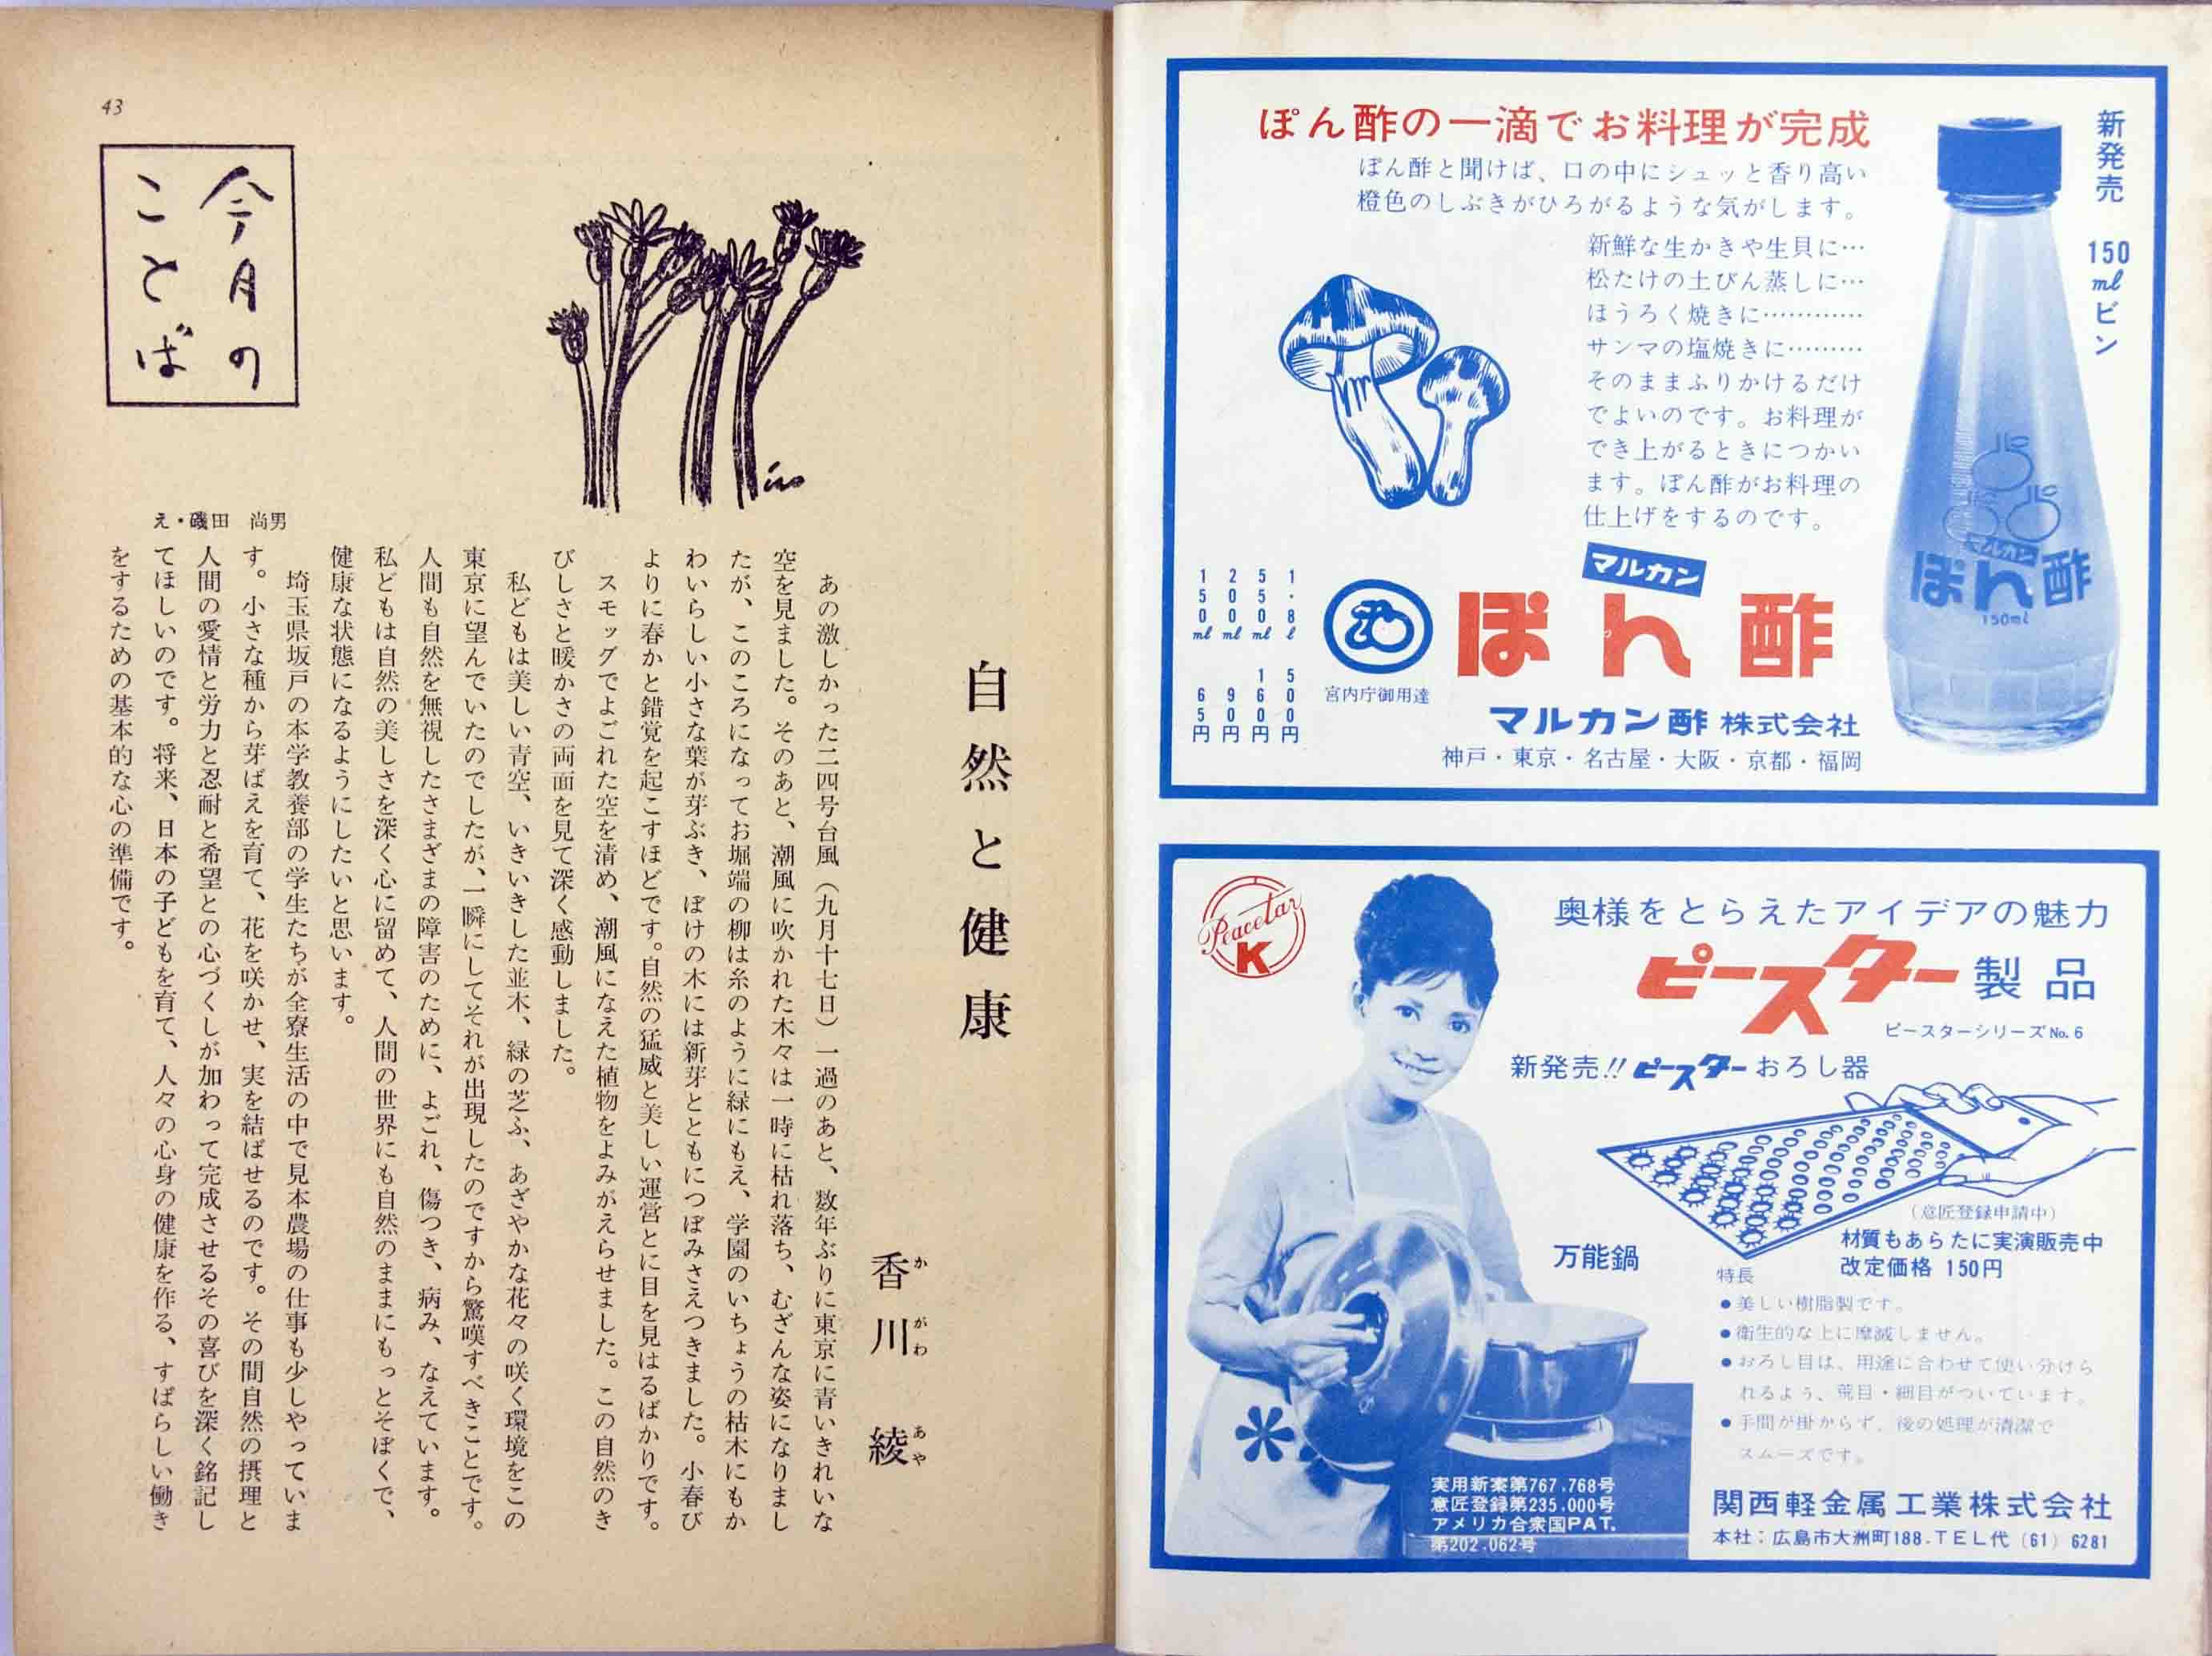 新発売 150mlビン
ぽん酢の一滴でお料理が完成
ぽん酢と聞けば、口の中にシュッと香り高い
橙色のしぶきがひろがるような気がします。
新鮮な生かきや生貝に…
松たけの土びん蒸しに…
ほうろく焼きに…………
サンマの塩焼きに………
そのままふりかけるだけ
でよいのです。お料理が
でき上がるときにつかい
ます。ぽん酢がお料理の
仕上げをするのです。
マルカン
ぽん酢
150ml
マルカン
ぽん酢
宮内庁御用達
1.8ℓ 500円
550ml 160円
200ml 90円
150ml 65円
マルカン酢株式会社
神戸・東京・名古屋・大阪・京都・福岡
Peacetar
K
奥様をとらえたアイデアの魅力
ピースター製品
ピースターシリーズNo.6
新発売!!ピースターおろし器
(意匠登録申請中)
材質もあらたに実演販売中
改定価格 150円
万能鍋
特長
●美しい樹脂製です。
●衛生的な上に摩滅しません。
●おろし目は、用途に合わせて使い分けら
れるよう、荒目・細目がついています。
●手間が掛からず、後の処理が清潔で
スムーズです。
実用新案第767.768号
意匠登録第235.000号
アメリカ合衆国PAT.
第202.062号
関西軽金属工業株式会社
本社:広島市大洲町188.TEL代(61)6281
自然と健康
香川 綾
かがわ あや
あの激しかった二四号台風(九月十七日)一過のあと、数年ぶりに東京に青いきれいな
空を見ました。そのあと、潮風に吹かれた木々は一時に枯れ落ち、むざんな姿になりまし
たが、このころになってお堀端の柳は糸のように緑にもえ、学園のいちょうの枯木にもか
わいらしい小さな葉が芽ぶき、ぼけの木には新芽とともにつぼみさえつきました。小春び
よりに春かと錯覚を起こすほどです。自然の猛威と美しい運営とに目を見はるばかりです。
スモッグでよごれた空を清め、潮風になえた植物をよみがえらせました。この自然のき
びしさと暖かさの両面を見て深く感動しました。
私どもは美しい青空、いきいきした並木、緑の芝ふ、あざやかな花々の咲く環境をこの
東京に望んでいたのでしたが、一瞬にしてそれが出現したのですから驚嘆すべきことです。
人間も自然を無視したさまざまの障害のために、よごれ、傷つき、病み、なえています。
私どもは自然の美しさを深く心に留めて、人間の世界にも自然のままにもっとそぼくで、
健康な状態になるようにしたいと思います。
埼玉県坂戸の本学教養部の学生たちが全寮生活の中で見本農場の仕事も少しやっていま
す。小さな種から芽ばえを育て、花を咲かせ、実を結ばせるのです。その間自然の摂理と
人間の愛情と労力と忍耐と希望との心づくしが加わって完成させるその喜びを深く銘記し
てほしいのです。将来、日本の子どもを育て、人々の心身の健康を作る、すばらしい働き
をするための基本的な心の準備です。
え・磯田 尚男
今月の
ことば
43